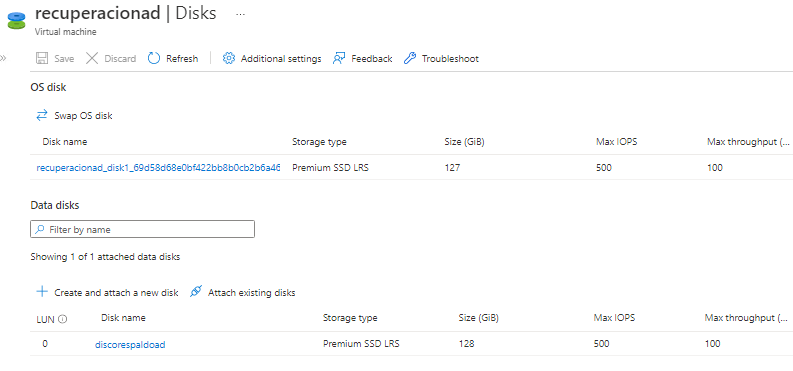 recuperacionad | Disks ...
Virtual machine
Save Discard Refresh Additional settings Feedback Troubleshoot
OS disk
Swap OS disk
Disk name Storage type Size (GiB) Max IOPS Max throughput (...
recuperacionad_disk1_69d58d68e0bf422bb8b0cb2b6a46 Premium SSD LRS 127 500 100
Data disks
Filter by name
Showing 1 of 1 attached data disks
Create and attach a new disk Attach existing disks
LUN Disk name Storage type Size (GiB) Max IOPS Max throughput (...
0 discorespaldoad Premium SSD LRS 128 500 100